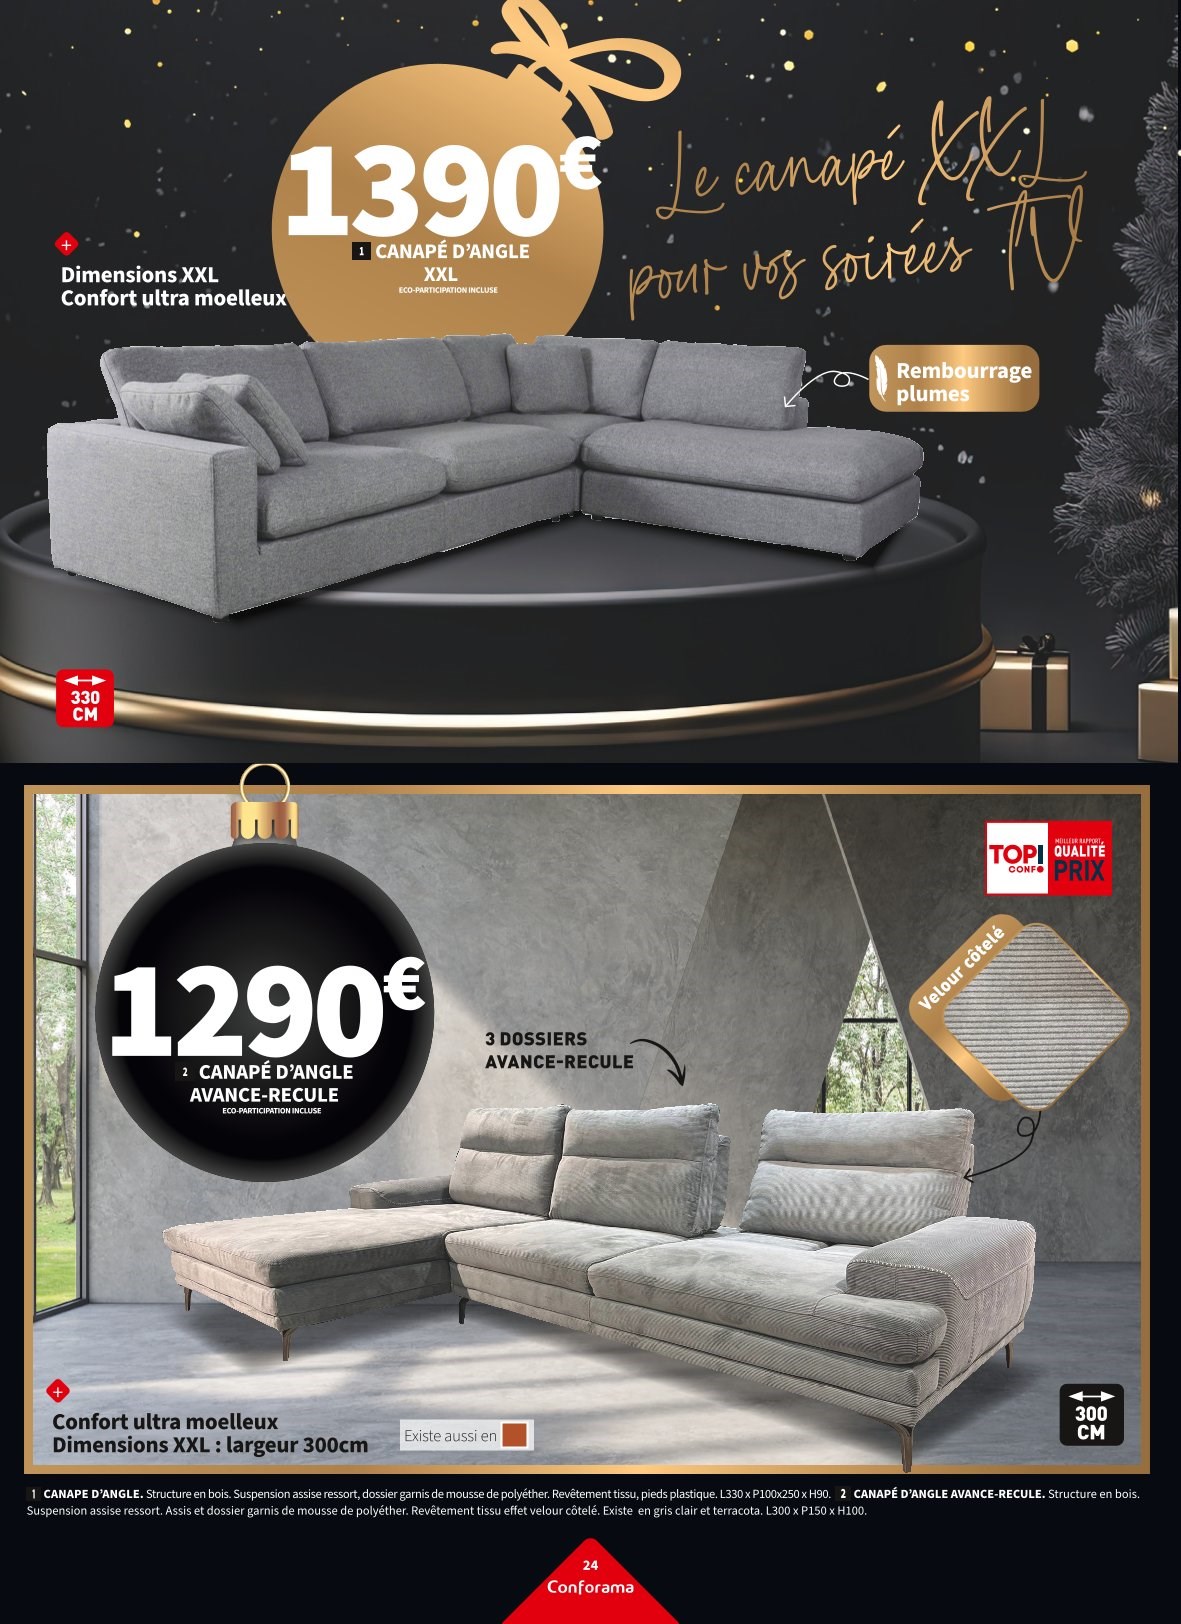 Le canapé XXL
pour vos soirées TV
1390€
1 CANAPÉ D'ANGLE
XXL
ECO-PARTICIPATION INCLUSE
+
Dimensions XXL
Confort ultra moelleux
Rembourrage
plumes
330
CM
TOP!
CONFO
MEILLEUR RAPPORT
QUALITÉ
PRIX
Velour côtelé
1290€
2 CANAPÉ D'ANGLE
AVANCE-RECULE
ECO-PARTICIPATION INCLUSE
3 DOSSIERS
AVANCE-RECULE
+
Confort ultra moelleux
Dimensions XXL : largeur 300cm
Existe aussi en
300
CM
1 CANAPE D'ANGLE. Structure en bois. Suspension assise ressort, dossier garnis de mousse de polyéther. Revêtement tissu, pieds plastique. L330 x P100x250 x H90. 2 CANAPÉ D'ANGLE AVANCE-RECULE. Structure en bois.
Suspension assise ressort. Assis et dossier garnis de mousse de polyéther. Revêtement tissu effet velour côtelé. Existe en gris clair et terracota. L300 x P150 x H100.
24
Conforama